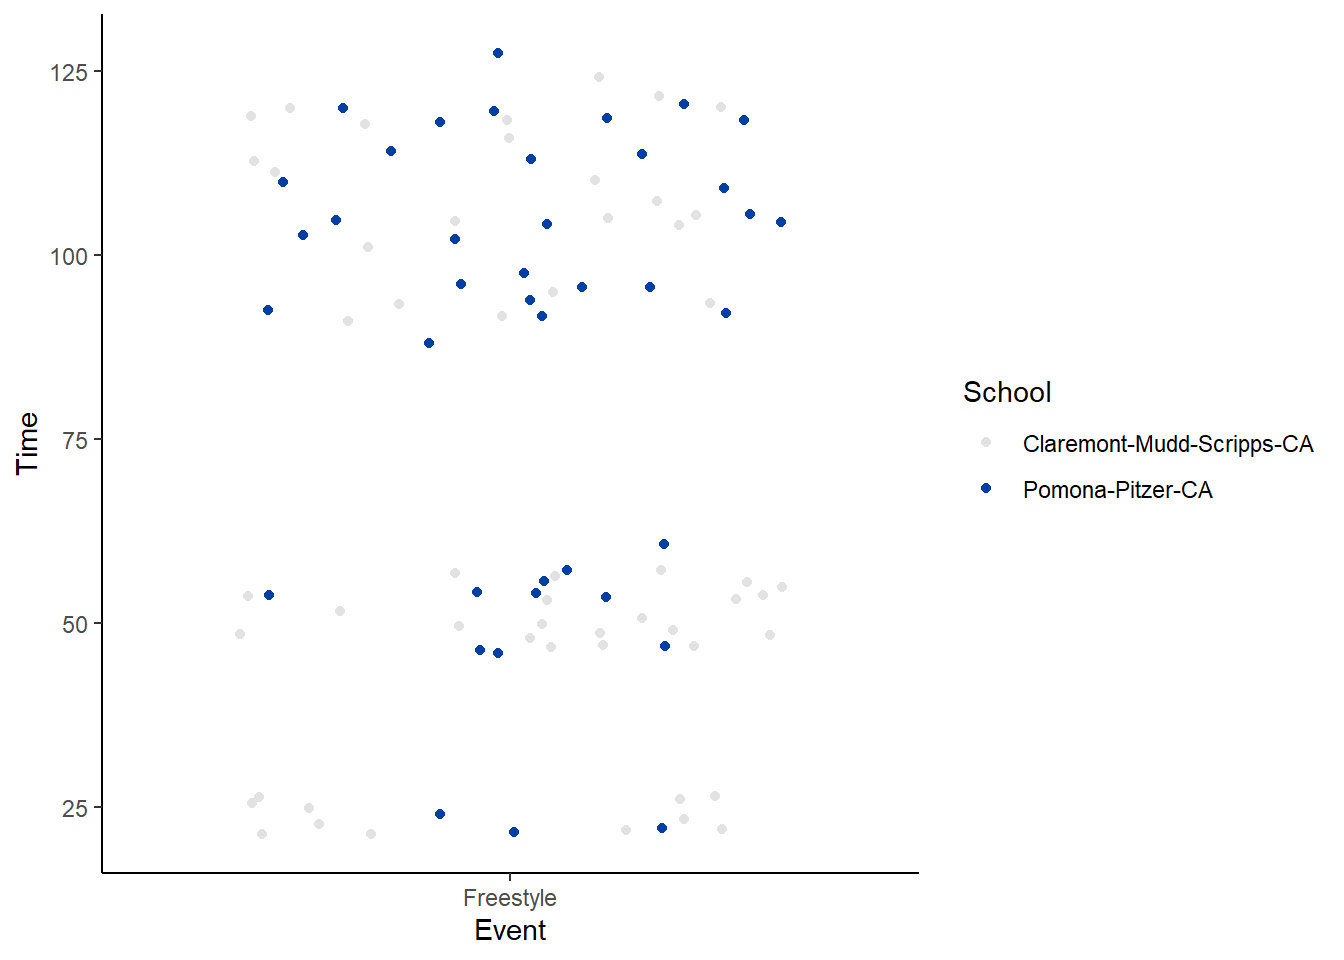 125
100
75
50
25
Time
Freestyle
Event
School
Claremont-Mudd-Scripps-CA
Pomona-Pitzer-CA